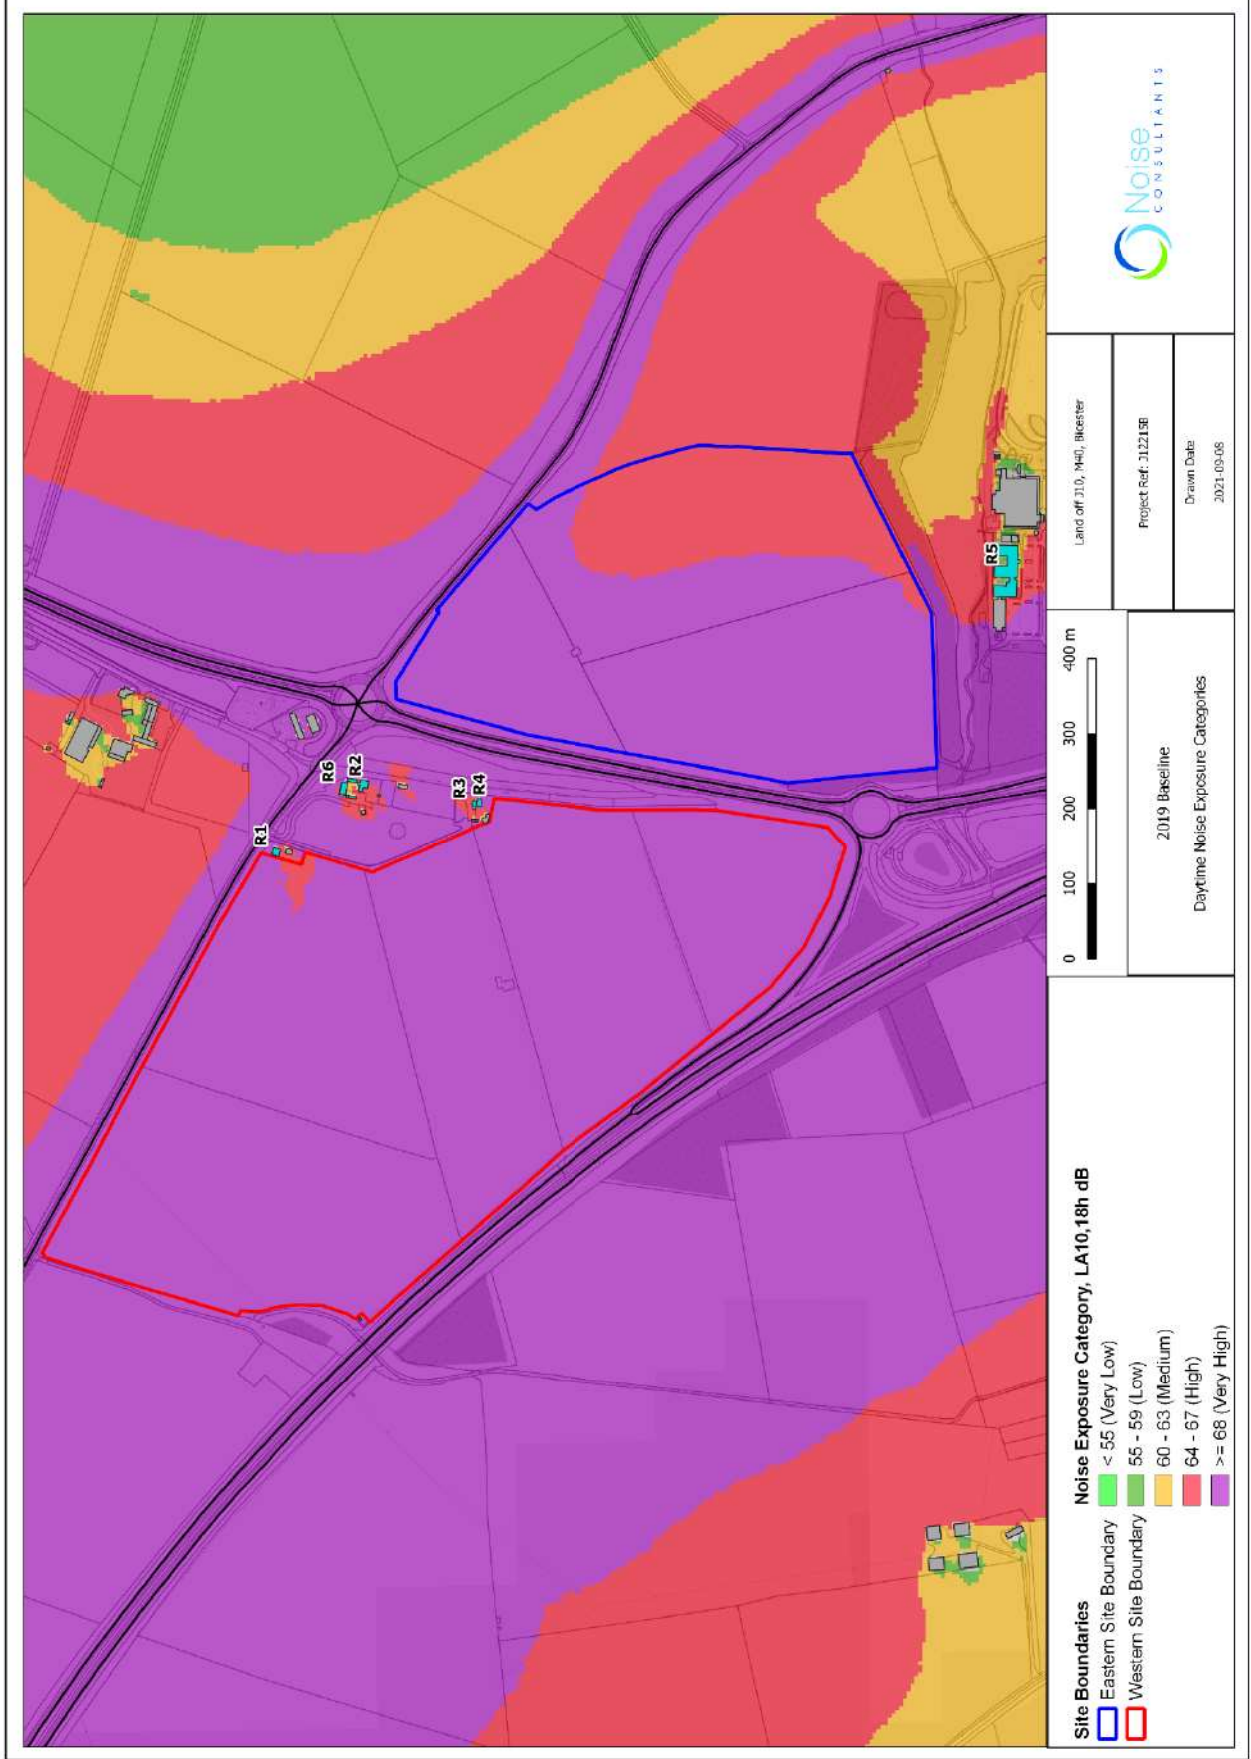 R1
R6
R2
R3
R4
R5
Site Boundaries
Eastern Site Boundary
Western Site Boundary
Noise Exposure Category, LA10,18h dB
< 55 (Very Low)
55 - 59 (Low)
60 - 63 (Medium)
64 - 67 (High)
>= 68 (Very High)
0 100 200 300 400 m
2019 Baseline
Daytime Noise Exposure Categories
Land off J10, M40, Bicester
Project Ref: J12215B
Drawn Date
2021-09-08
Noise
CONSULTANTS